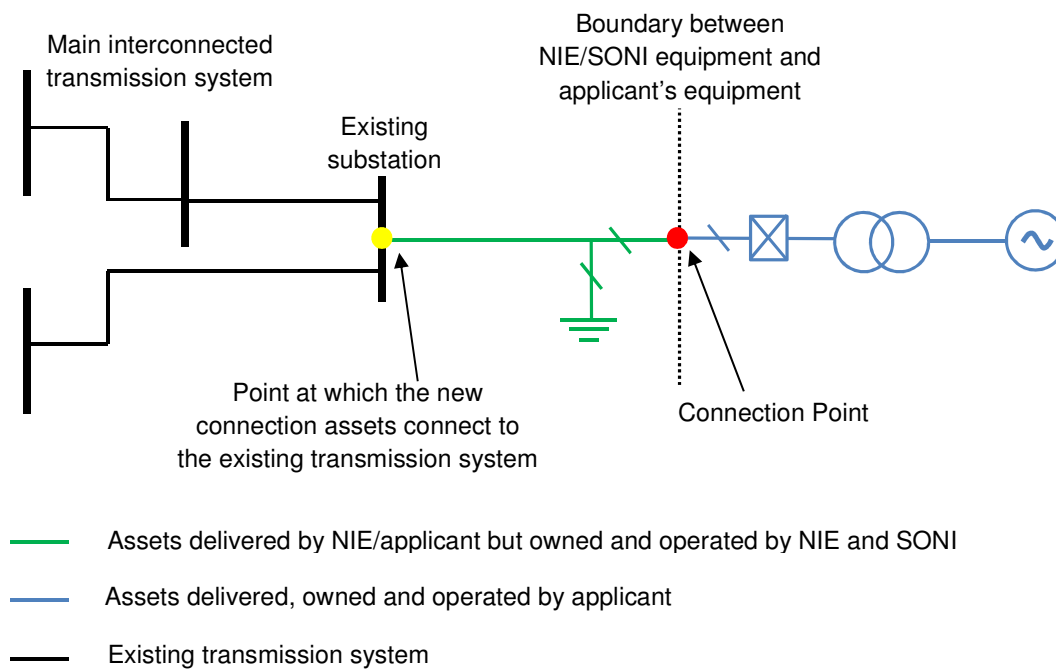 Main interconnected
transmission system
Existing
substation
Boundary between
NIE/SONI equipment and
applicant's equipment
Point at which the new
connection assets connect to
the existing transmission system
Connection Point
Assets delivered by NIE/applicant but owned and operated by NIE and SONI
Assets delivered, owned and operated by applicant
Existing transmission system